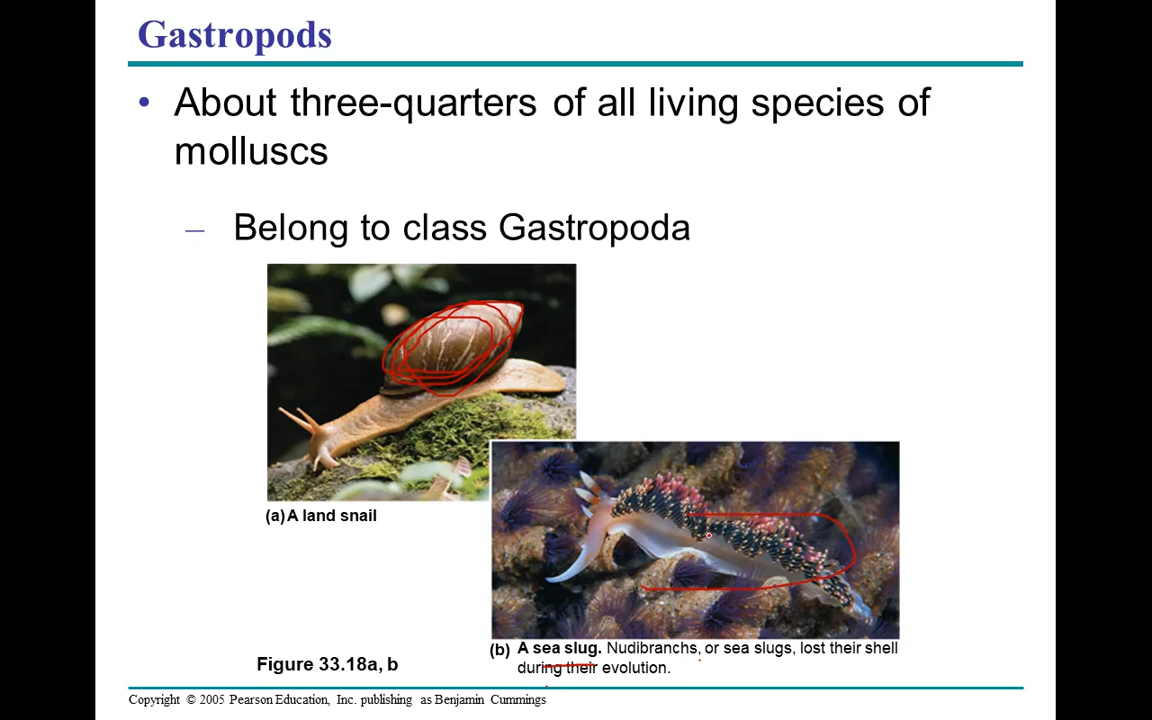 Gastropods
• About three-quarters of all living species of
molluscs
– Belong to class Gastropoda
(a) A land snail
(b) A sea slug. Nudibranchs, or sea slugs, lost their shell
during their evolution.
Figure 33.18a, b
Copyright © 2005 Pearson Education, Inc. publishing as Benjamin Cummings